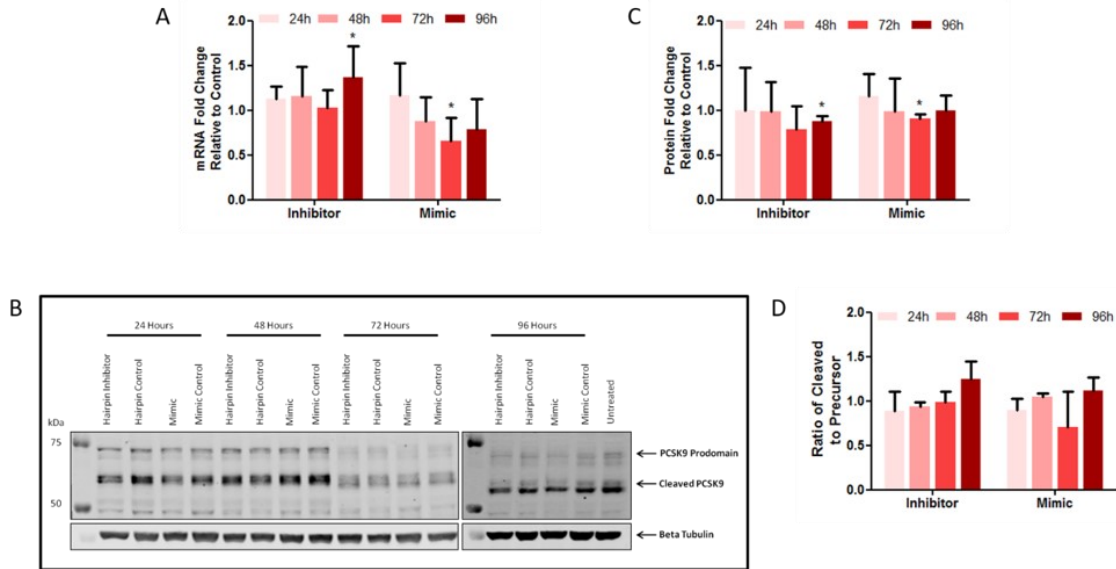 A
24h 48h 72h 96h
mRNA Fold Change
Relative to Control
2.0
1.5
1.0
0.5
0.0
*
*
Inhibitor Mimic
C
24h 48h 72h 96h
Protein Fold Change
Relative to Control
2.0
1.5
1.0
0.5
0.0
*
*
Inhibitor Mimic
B
24 Hours 48 Hours 72 Hours 96 Hours
Hairpin Inhibitor
Hairpin Control
Mimic
Mimic Control
Hairpin Inhibitor
Hairpin Control
Mimic
Mimic Control
Hairpin Inhibitor
Hairpin Control
Mimic
Mimic Control
Hairpin Inhibitor
Hairpin Control
Mimic
Mimic Control
Untreated
kDa
75
50
PCSK9 Prodomain
Cleaved PCSK9
Beta Tubulin
D
24h 48h 72h 96h
Ratio of Cleaved
to Precursor
2.0
1.5
1.0
0.5
0.0
Inhibitor Mimic